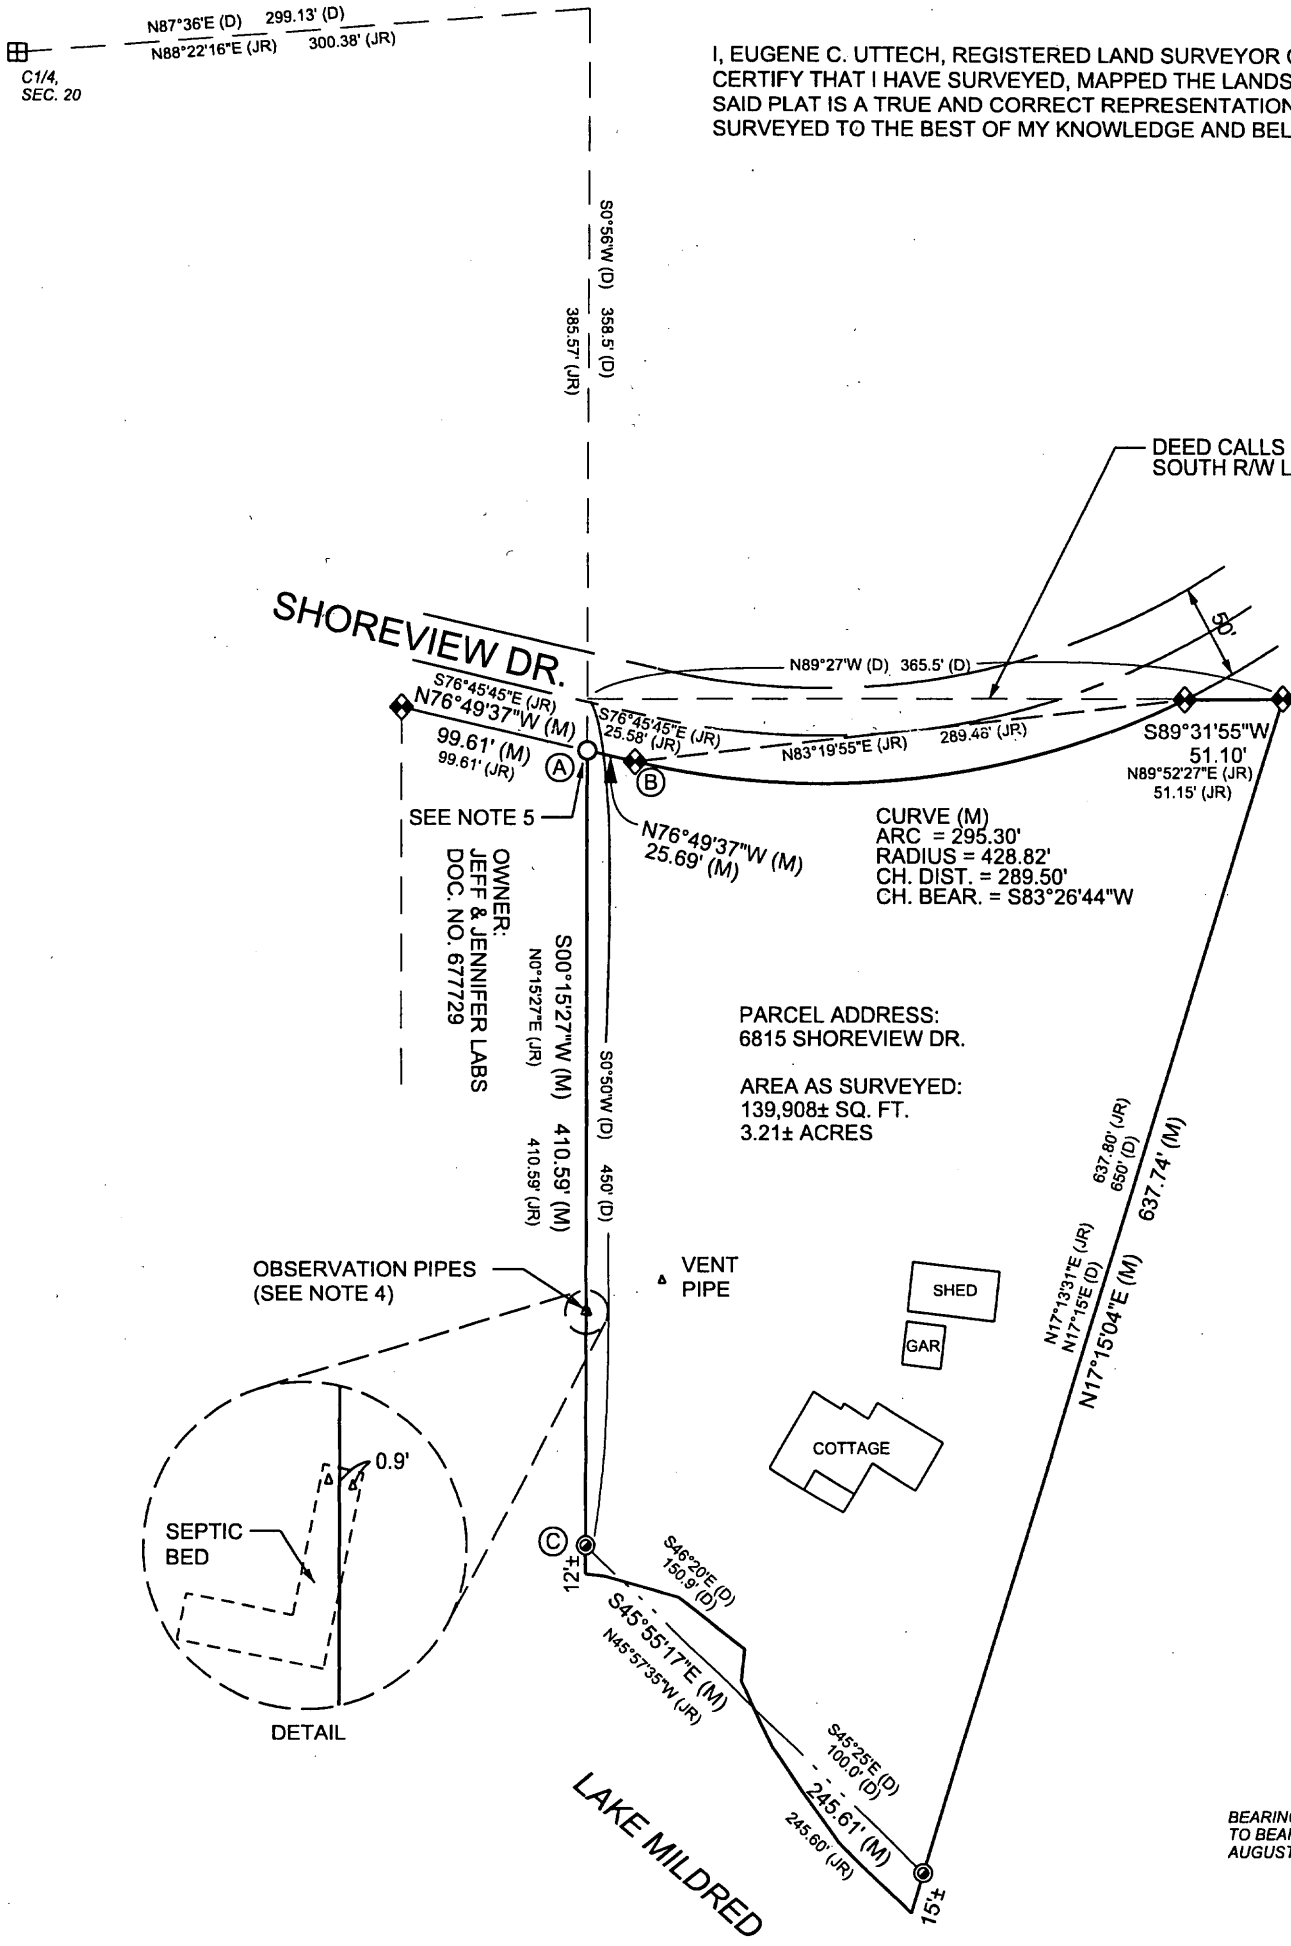 N87°36'E (D) 299.13' (D)
N88°22'16"E (JR) 300.38' (JR)
C1/4,
SEC. 20
I, EUGENE C. UTTECH, REGISTERED LAND SURVEYOR
CERTIFY THAT I HAVE SURVEYED, MAPPED THE LANDS
SAID PLAT IS A TRUE AND CORRECT REPRESENTATION
SURVEYED TO THE BEST OF MY KNOWLEDGE AND BEL
S0°56'W (D) 358.5' (D)
385.57' (JR)
DEED CALLS
SOUTH R/W L
SHOREVIEW DR.
50'
N89°27'W (D) 365.5' (D)
S76°45'45"E (JR)
N76°49'37"W (M)
99.61' (M)
99.61' (JR)
S76°45'45"E (JR)
25.58' (JR)
N83°19'55"E (JR) 289.46' (JR)
S89°31'55"W
51.10'
N89°52'27"E (JR)
51.15' (JR)
A
B
SEE NOTE 5
N76°49'37"W (M)
25.69' (M)
CURVE (M)
ARC = 295.30'
RADIUS = 428.82'
CH. DIST. = 289.50'
CH. BEAR. = S83°26'44"W
OWNER:
JEFF & JENNIFER LABS
DOC. NO. 677729
S00°15'27"W (M) 410.59' (M)
N0°15'27"E (JR) 410.59' (JR)
S0°50'W (D) 450' (D)
PARCEL ADDRESS:
6815 SHOREVIEW DR.
AREA AS SURVEYED:
139,908± SQ. FT.
3.21± ACRES
637.80' (JR)
650' (D)
637.74' (M)
N17°13'31"E (JR)
N17°15'E (D)
N17°15'04"E (M)
OBSERVATION PIPES
(SEE NOTE 4)
VENT
PIPE
SHED
GAR
COTTAGE
0.9'
SEPTIC
BED
DETAIL
C
12'±
S46°20'E (D)
150.9' (D)
S45°55'17"E (M)
N45°57'35"W (JR)
S45°25'E (D)
100.0' (D)
245.61' (M)
245.60' (JR)
15'±
LAKE MILDRED
BEARING
TO BEA
AUGUST